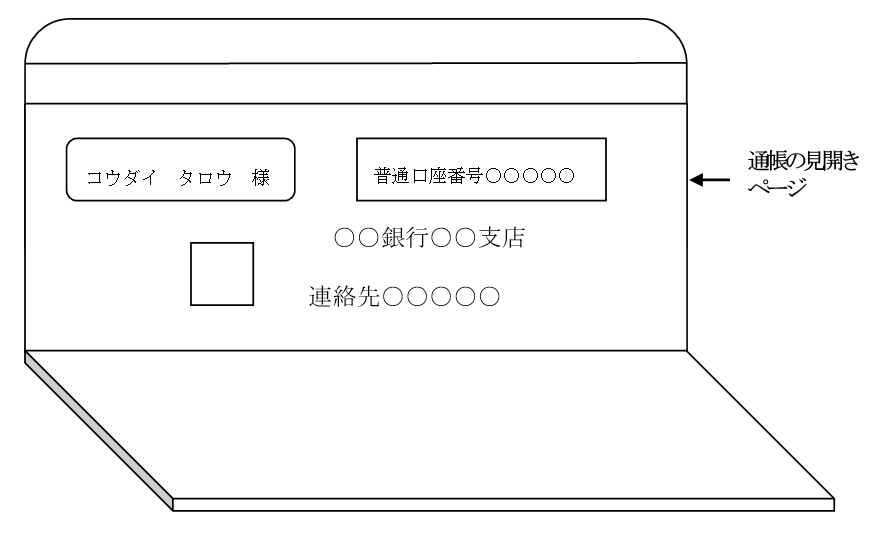 コウダイ　タロウ　様
普通口座番号○○○○○
通帳の見開き
ページ
○○銀行○○支店
連絡先○○○○○